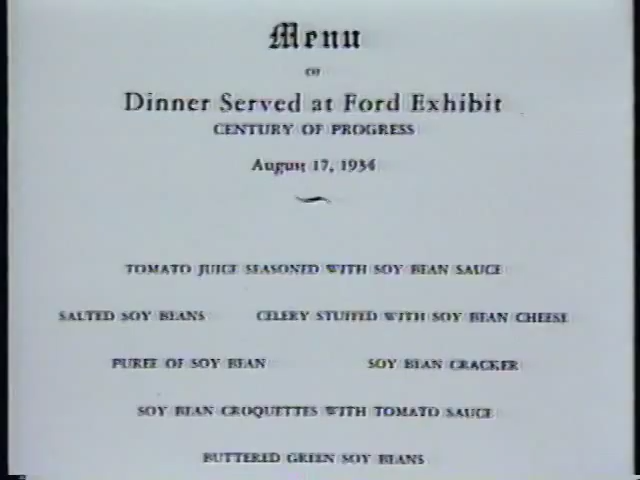 Menu
OF
Dinner Served at Ford Exhibit
CENTURY OF PROGRESS
August 17, 1934
TOMATO JUICE SEASONED WITH SOY BEAN SAUCE
SALTED SOY BEANS CELERY STUFFED WITH SOY BEAN CHEESE
PUREE OF SOY BEAN SOY BEAN CRACKER
SOY BEAN CROQUETTES WITH TOMATO SAUCE
BUTTERED GREEN SOY BEANS